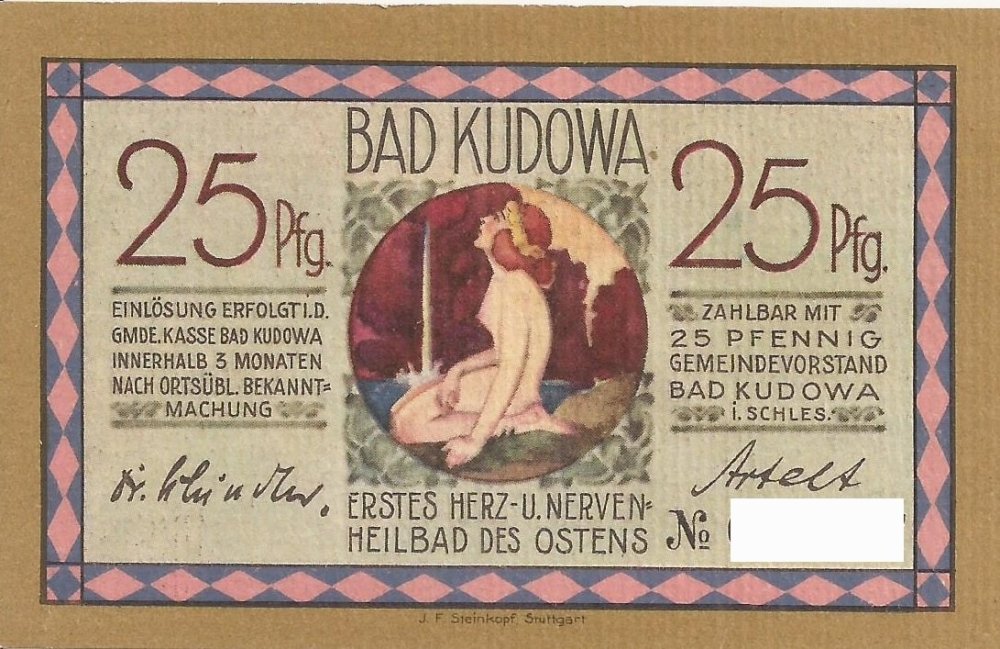 BAD KUDOWA
25 Pfg.
25 Pfg.
EINLÖSUNG ERFOLGT I. D.
GMDE. KASSE BAD KUDOWA
INNERHALB 3 MONATEN
NACH ORTSÜBL. BEKANNT=
MACHUNG
ZAHLBAR MIT
25 PFENNIG
GEMEINDEVORSTAND
BAD KUDOWA
i. SCHLES.
Artelt
ERSTES HERZ-U. NERVEN=
HEILBAD DES OSTENS
№
J. F. Steinkopf, Stuttgart